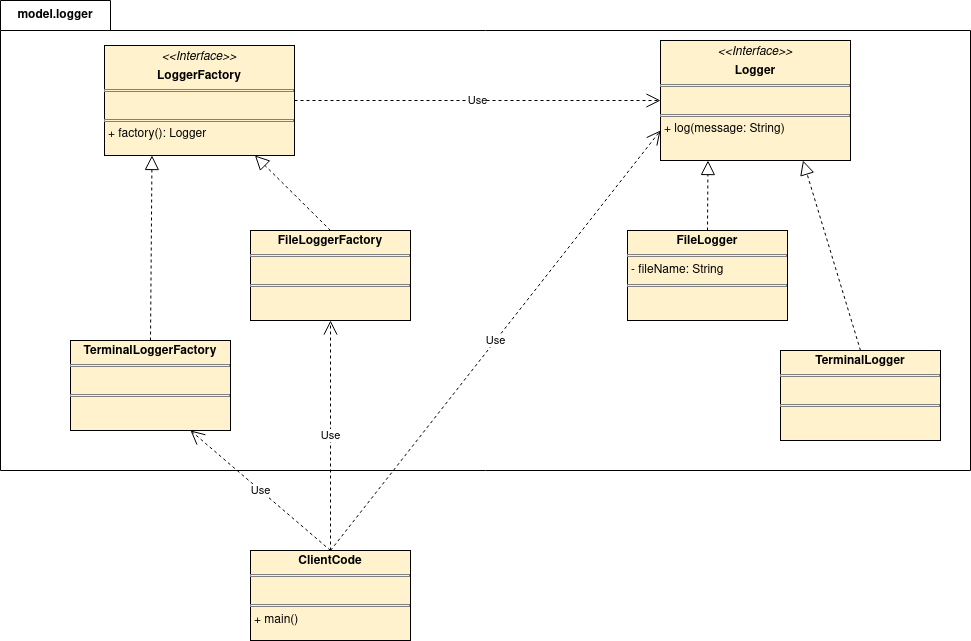 model.logger
<<Interface>>
LoggerFactory
+ factory(): Logger
Use
<<Interface>>
Logger
+ log(message: String)
FileLoggerFactory
FileLogger
- fileName: String
TerminalLoggerFactory
Use
TerminalLogger
Use
Use
ClientCode
+ main()